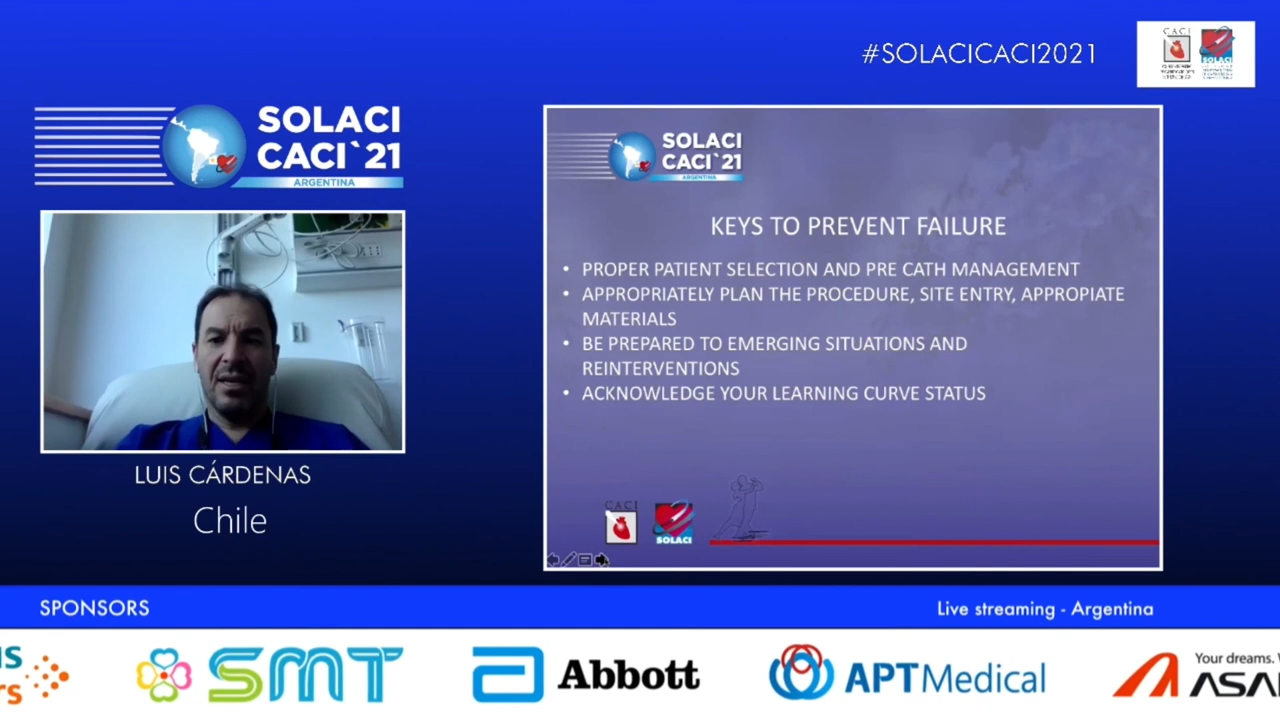 #SOLACICACI2021
CACI
SOLACI
SOLACI
CACI`21
ARGENTINA
LUIS CÁRDENAS
Chile
SOLACI
CACI`21
ARGENTINA
KEYS TO PREVENT FAILURE
• PROPER PATIENT SELECTION AND PRE CATH MANAGEMENT
• APPROPRIATELY PLAN THE PROCEDURE, SITE ENTRY, APPROPIATE
MATERIALS
• BE PREPARED TO EMERGING SITUATIONS AND
REINTERVENTIONS
• ACKNOWLEDGE YOUR LEARNING CURVE STATUS
CACI
SOLACI
SPONSORS
Live streaming - Argentina
SMT
Abbott
APTMedical
Your dreams.